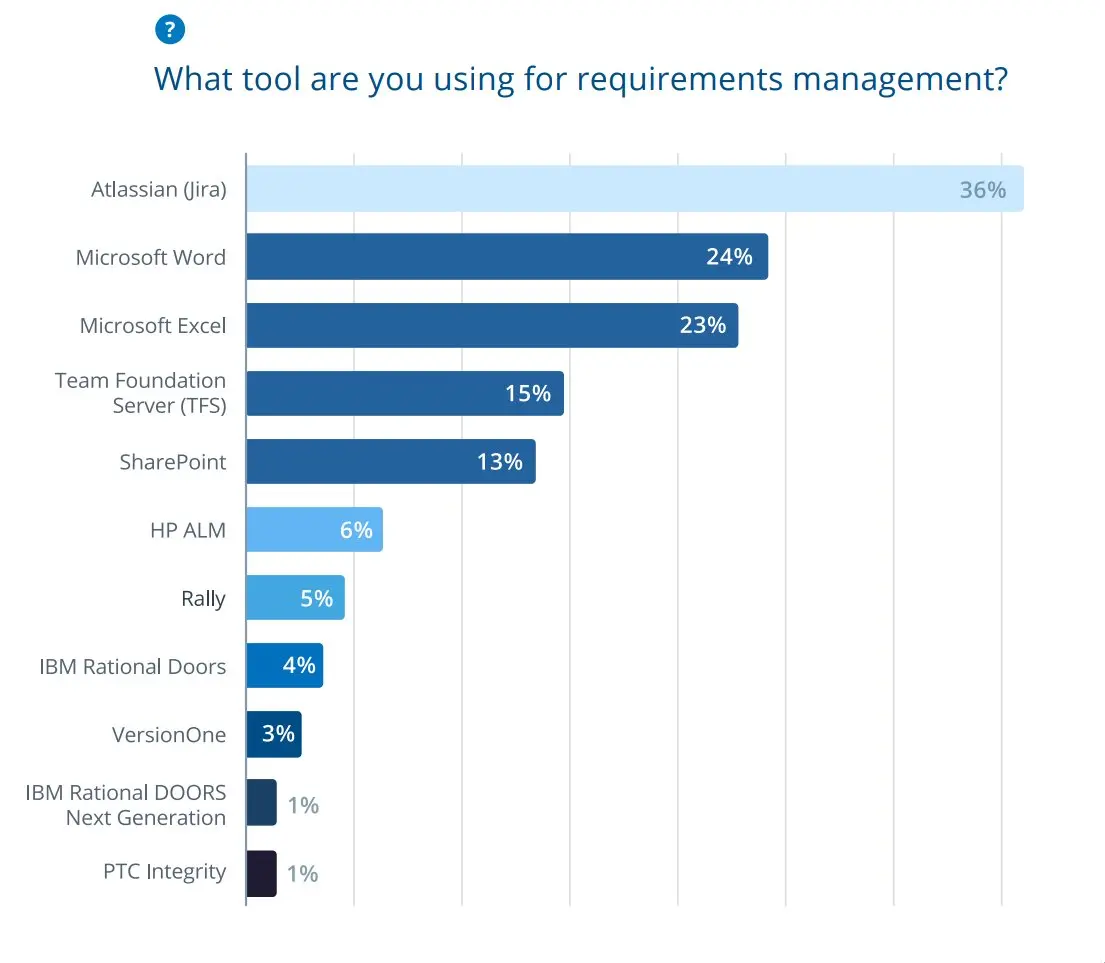 ?
What tool are you using for requirements management?
Atlassian (Jira)
36%
Microsoft Word
24%
Microsoft Excel
23%
Team Foundation
Server (TFS)
15%
SharePoint
13%
HP ALM
6%
Rally
5%
IBM Rational Doors
4%
VersionOne
3%
IBM Rational DOORS
Next Generation
1%
PTC Integrity
1%